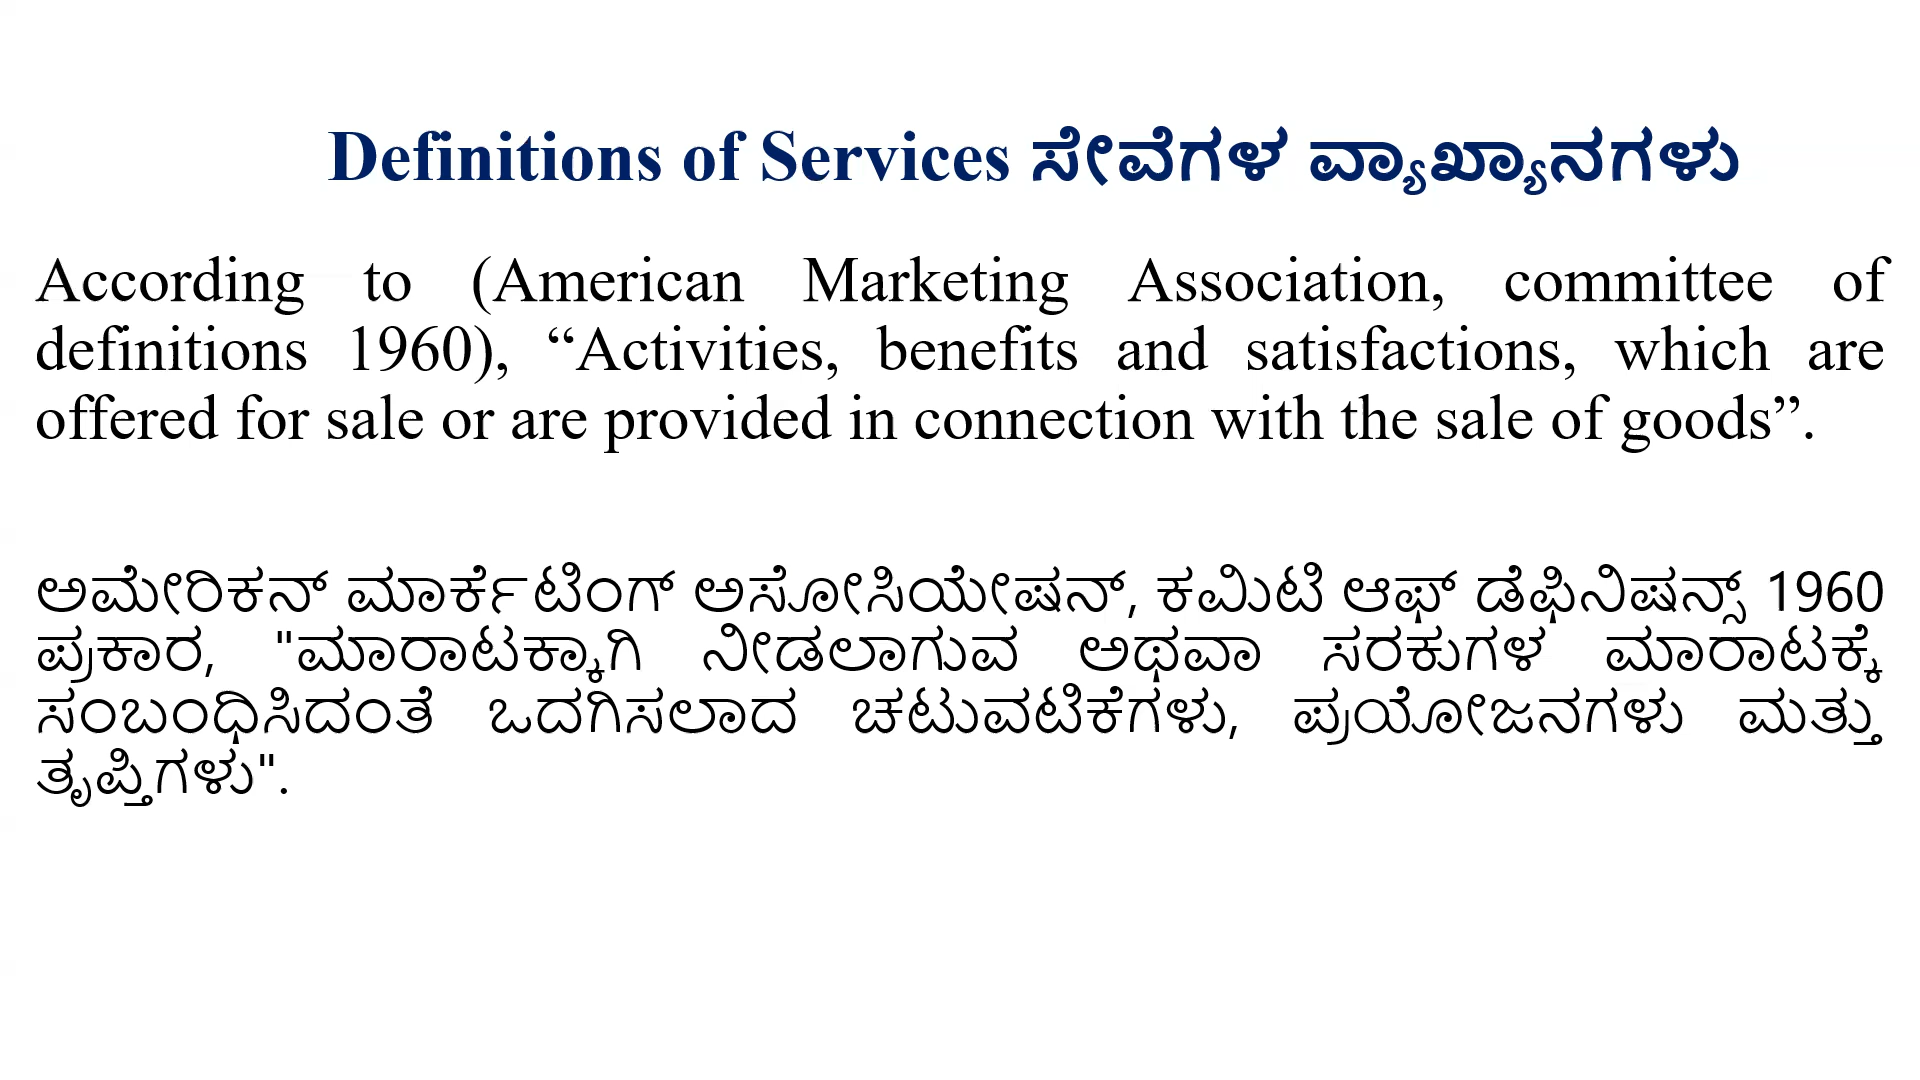 Definitions of Services ಸೇವೆಗಳ ವ್ಯಾಖ್ಯಾನಗಳು
According to (American Marketing Association, committee of
definitions 1960), “Activities, benefits and satisfactions, which are
offered for sale or are provided in connection with the sale of goods”.
ಅಮೇರಿಕನ್ ಮಾರ್ಕೆಟಿಂಗ್ ಅಸೋಸಿಯೇಷನ್, ಕಮಿಟಿ ಆಫ್ ಡೆಫಿನಿಷನ್ಸ್ 1960
ಪ್ರಕಾರ, "ಮಾರಾಟಕ್ಕಾಗಿ ನೀಡಲಾಗುವ ಅಥವಾ ಸರಕುಗಳ ಮಾರಾಟಕ್ಕೆ
ಸಂಬಂಧಿಸಿದಂತೆ ಒದಗಿಸಲಾದ ಚಟುವಟಿಕೆಗಳು, ಪ್ರಯೋಜನಗಳು ಮತ್ತು
ತೃಪ್ತಿಗಳು".